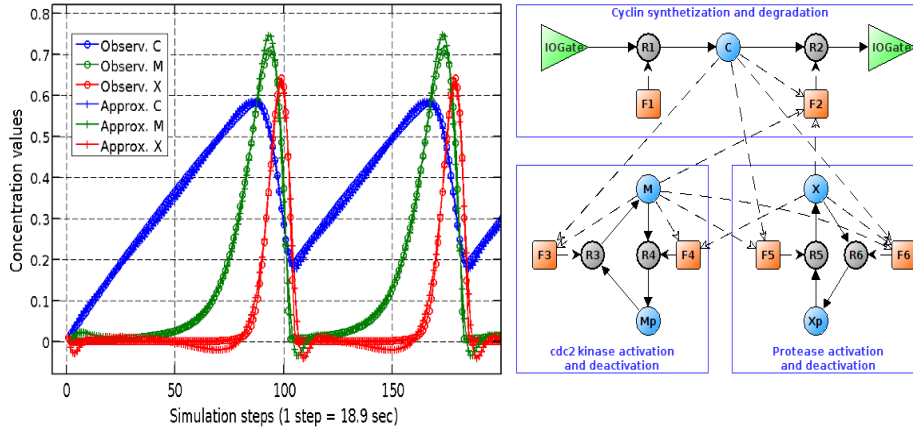 0.8
0.7
0.6
0.5
0.4
0.3
0.2
0.1
0
Concentration values
Observ. C
Observ. M
Observ. X
Approx. C
Approx. M
Approx. X
0
50
100
150
Simulation steps (1 step = 18.9 sec)
Cyclin synthetization and degradation
IOGate
R1
C
R2
IOGate
F1
F2
M
X
F3
R3
R4
F4
F5
R5
R6
F6
Mp
Xp
cdc2 kinase activation
and deactivation
Protease activation
and deactivation